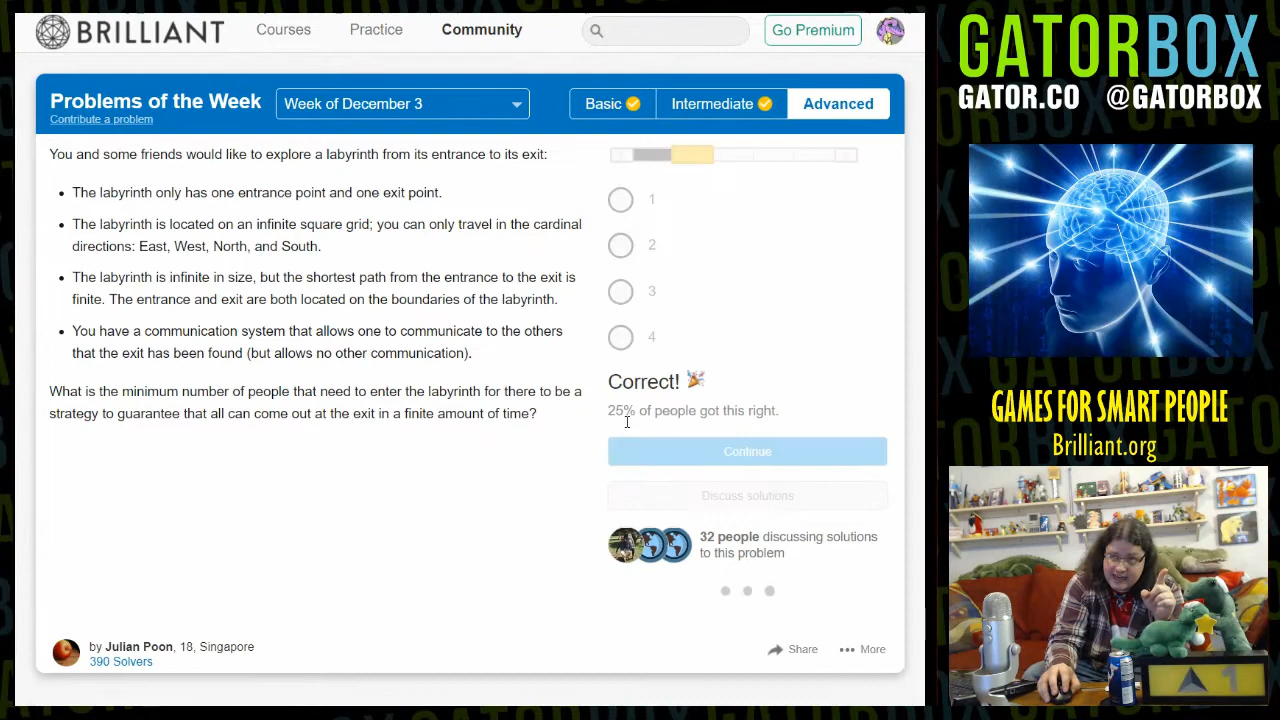 BRILLIANT
Courses
Practice
Community
Go Premium
GATORBOX
GATOR.CO @GATORBOX
Problems of the Week
Contribute a problem
Week of December 3
Basic
Intermediate
Advanced
You and some friends would like to explore a labyrinth from its entrance to its exit:
• The labyrinth only has one entrance point and one exit point.
• The labyrinth is located on an infinite square grid; you can only travel in the cardinal
directions: East, West, North, and South.
• The labyrinth is infinite in size, but the shortest path from the entrance to the exit is
finite. The entrance and exit are both located on the boundaries of the labyrinth.
• You have a communication system that allows one to communicate to the others
that the exit has been found (but allows no other communication).
What is the minimum number of people that need to enter the labyrinth for there to be a
strategy to guarantee that all can come out at the exit in a finite amount of time?
1
2
3
4
Correct!
25% of people got this right.
Continue
Discuss solutions
32 people discussing solutions
to this problem
by Julian Poon, 18, Singapore
390 Solvers
Share
More
GAMES FOR SMART PEOPLE
Brilliant.org
1